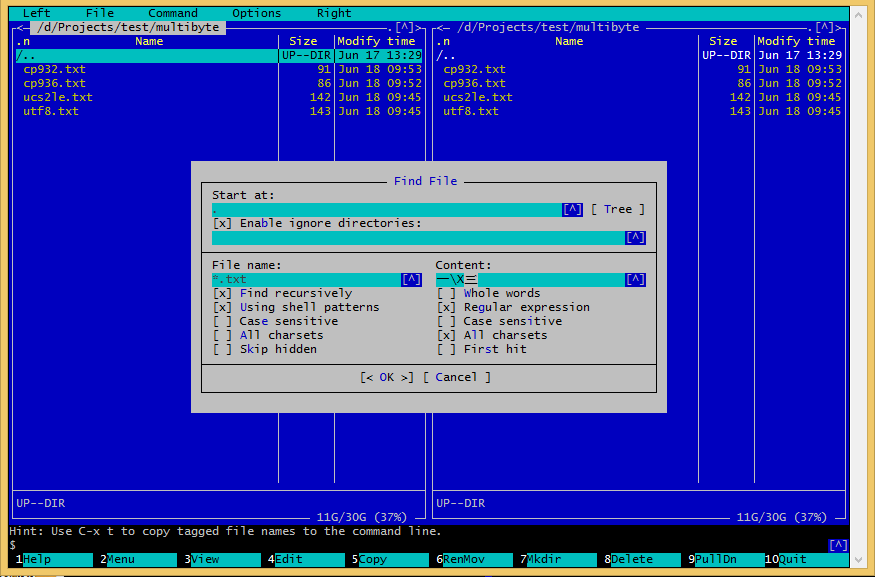 Left File Command Options Right
<─ /d/Projects/test/multibyte ─.[^]>
.n Name Size Modify time
/.. UP--DIR Jun 17 13:29
cp932.txt 91 Jun 18 09:53
cp936.txt 86 Jun 18 09:52
ucs2le.txt 142 Jun 18 09:45
utf8.txt 143 Jun 18 09:45
UP--DIR
11G/30G (37%)
<─ /d/Projects/test/multibyte ─.[^]>
.n Name Size Modify time
/.. UP--DIR Jun 17 13:29
cp932.txt 91 Jun 18 09:53
cp936.txt 86 Jun 18 09:52
ucs2le.txt 142 Jun 18 09:45
utf8.txt 143 Jun 18 09:45
UP--DIR
11G/30G (37%)
Find File
Start at:
. [^] [ Tree ]
[x] Enable ignore directories:
[^]
File name:
*.txt [^]
[x] Find recursively
[x] Using shell patterns
[ ] Case sensitive
[ ] All charsets
[ ] Skip hidden
Content:
一\X三 [^]
[ ] Whole words
[x] Regular expression
[ ] Case sensitive
[x] All charsets
[ ] First hit
[< OK >] [ Cancel ]
Hint: Use C-x t to copy tagged file names to the command line.
$ [^]
1Help 2Menu 3View 4Edit 5Copy 6RenMov 7Mkdir 8Delete 9PullDn 10Quit